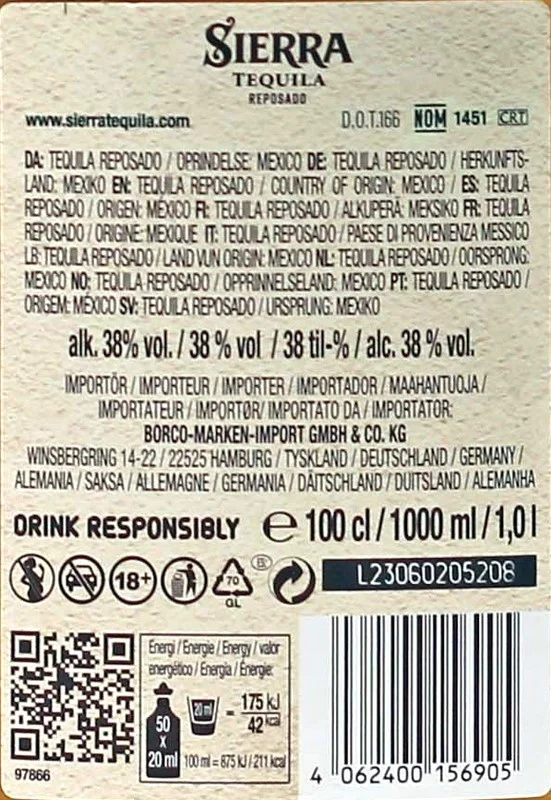 SIERRA
TEQUILA
REPOSADO
www.sierratequila.com D.O.T.166 NOM 1451 CRT
DA: TEQUILA REPOSADO / OPRINDELSE: MEXICO DE: TEQUILA REPOSADO / HERKUNFTS-
LAND: MEXIKO EN: TEQUILA REPOSADO / COUNTRY OF ORIGIN: MEXICO / ES: TEQUILA
REPOSADO / ORIGEN: MÉXICO FI: TEQUILA REPOSADO / ALKUPERÄ: MEKSIKO FR: TEQUILA
REPOSADO / ORIGINE: MEXIQUE IT: TEQUILA REPOSADO / PAESE DI PROVENIENZA MESSICO
LB: TEQUILA REPOSADO / LAND VUN ORIGIN: MEXICO NL: TEQUILA REPOSADO / OORSPRONG:
MEXICO NO: TEQUILA REPOSADO / OPPRINNELSELAND: MEXICO PT: TEQUILA REPOSADO /
ORIGEM: MÉXICO SV: TEQUILA REPOSADO / URSPRUNG: MEXIKO
alk. 38% vol. / 38 % vol / 38 til-% / alc. 38 % vol.
IMPORTÖR / IMPORTEUR / IMPORTER / IMPORTADOR / MAAHANTUOJA /
IMPORTATEUR / IMPORTØR/ IMPORTATO DA / IMPORTATOR:
BORCO-MARKEN-IMPORT GMBH & CO. KG
WINSBERGRING 14-22 / 22525 HAMBURG / TYSKLAND / DEUTSCHLAND / GERMANY /
ALEMANIA / SAKSA / ALLEMAGNE / GERMANIA / DÄITSCHLAND / DUITSLAND / ALEMANHA
DRINK RESPONSIBLY ℮ 100 cl / 1000 ml / 1,0 l
18+ 70 GL B L23060205208
Energi / Energie / Energy / valor
energético / Energia / Énergie:
50 x 20 ml
20 ml = 175 kJ
42 kcal
100 ml = 875 kJ / 211 kcal
97866
4 062400 156905